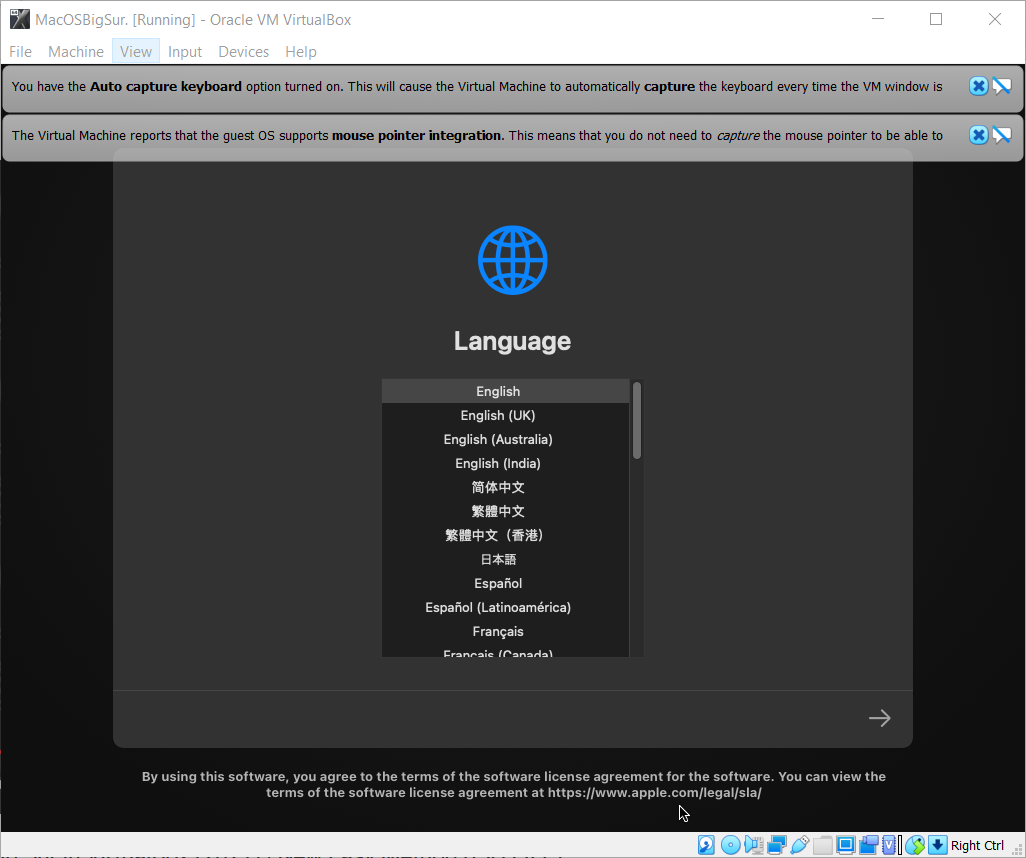 MacOSBigSur. [Running] - Oracle VM VirtualBox
File Machine View Input Devices Help
You have the Auto capture keyboard option turned on. This will cause the Virtual Machine to automatically capture the keyboard every time the VM window is
The Virtual Machine reports that the guest OS supports mouse pointer integration. This means that you do not need to capture the mouse pointer to be able to
Language
English
English (UK)
English (Australia)
English (India)
简体中文
繁體中文
繁體中文（香港）
日本語
Español
Español (Latinoamérica)
Français
Français (Canada)
By using this software, you agree to the terms of the software license agreement for the software. You can view the
terms of the software license agreement at https://www.apple.com/legal/sla/
Right Ctrl